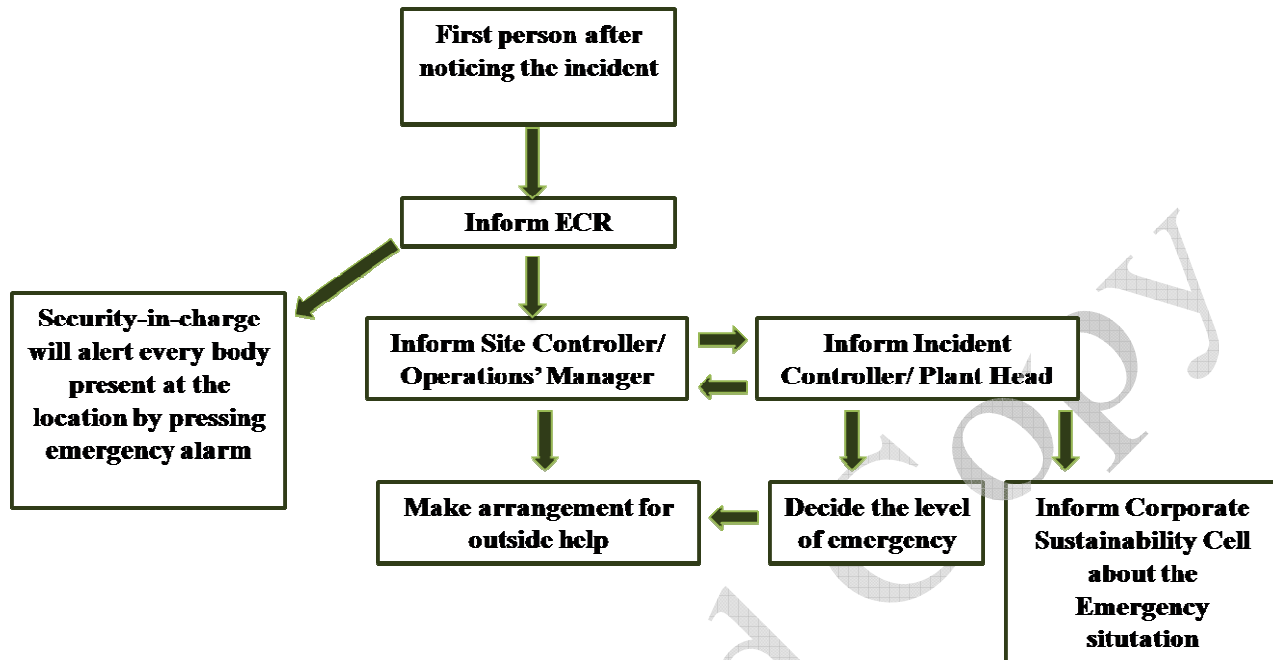 First person after
noticing the incident
Inform ECR
Security-in-charge
will alert every body
present at the
location by pressing
emergency alarm
Inform Site Controller/
Operations' Manager
Inform Incident
Controller/ Plant Head
Make arrangement for
outside help
Decide the level
of emergency
Inform Corporate
Sustainability Cell
about the
Emergency
situtation
d Copy